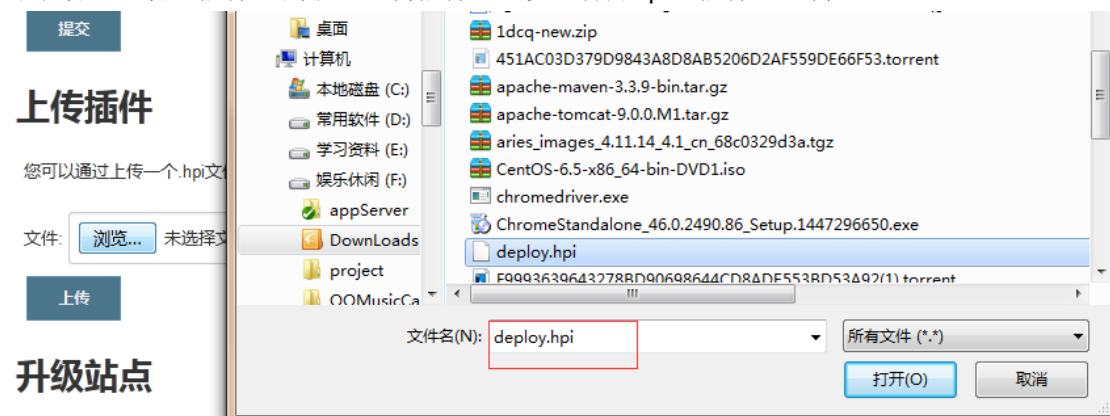 提交
上传插件
您可以通过上传一个.hpi文
文件: 浏览... 未选择文
上传
升级站点
桌面
计算机
本地磁盘 (C:)
常用软件 (D:)
学习资料 (E:)
娱乐休闲 (F:)
appServer
DownLoads
project
QQMusicCa
1dcq-new.zip
451AC03D379D9843A8D8AB5206D2AF559DE66F53.torrent
apache-maven-3.3.9-bin.tar.gz
apache-tomcat-9.0.0.M1.tar.gz
aries_images_4.11.14_4.1_cn_68c0329d3a.tgz
CentOS-6.5-x86_64-bin-DVD1.iso
chromedriver.exe
ChromeStandalone_46.0.2490.86_Setup.1447296650.exe
deploy.hpi
F9993639643278BD90698644CD8ADF553BD53A92(1).torrent
文件名(N): deploy.hpi 所有文件 (*.*)
打开(O) 取消